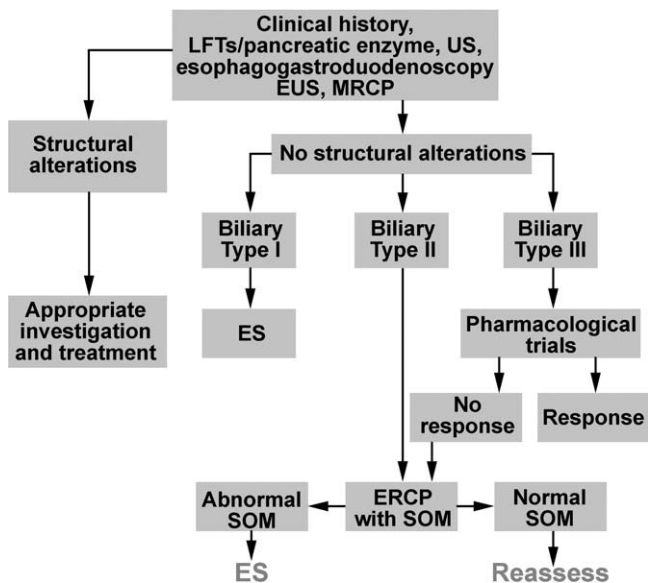 Clinical history,
LFTs/pancreatic enzyme, US,
esophagogastroduodenoscopy
EUS, MRCP
Structural
alterations
No structural alterations
Biliary
Type I
Biliary
Type II
Biliary
Type III
Appropriate
investigation
and treatment
ES
Pharmacological
trials
No
response
Response
Abnormal
SOM
ERCP
with SOM
Normal
SOM
ES
Reassess